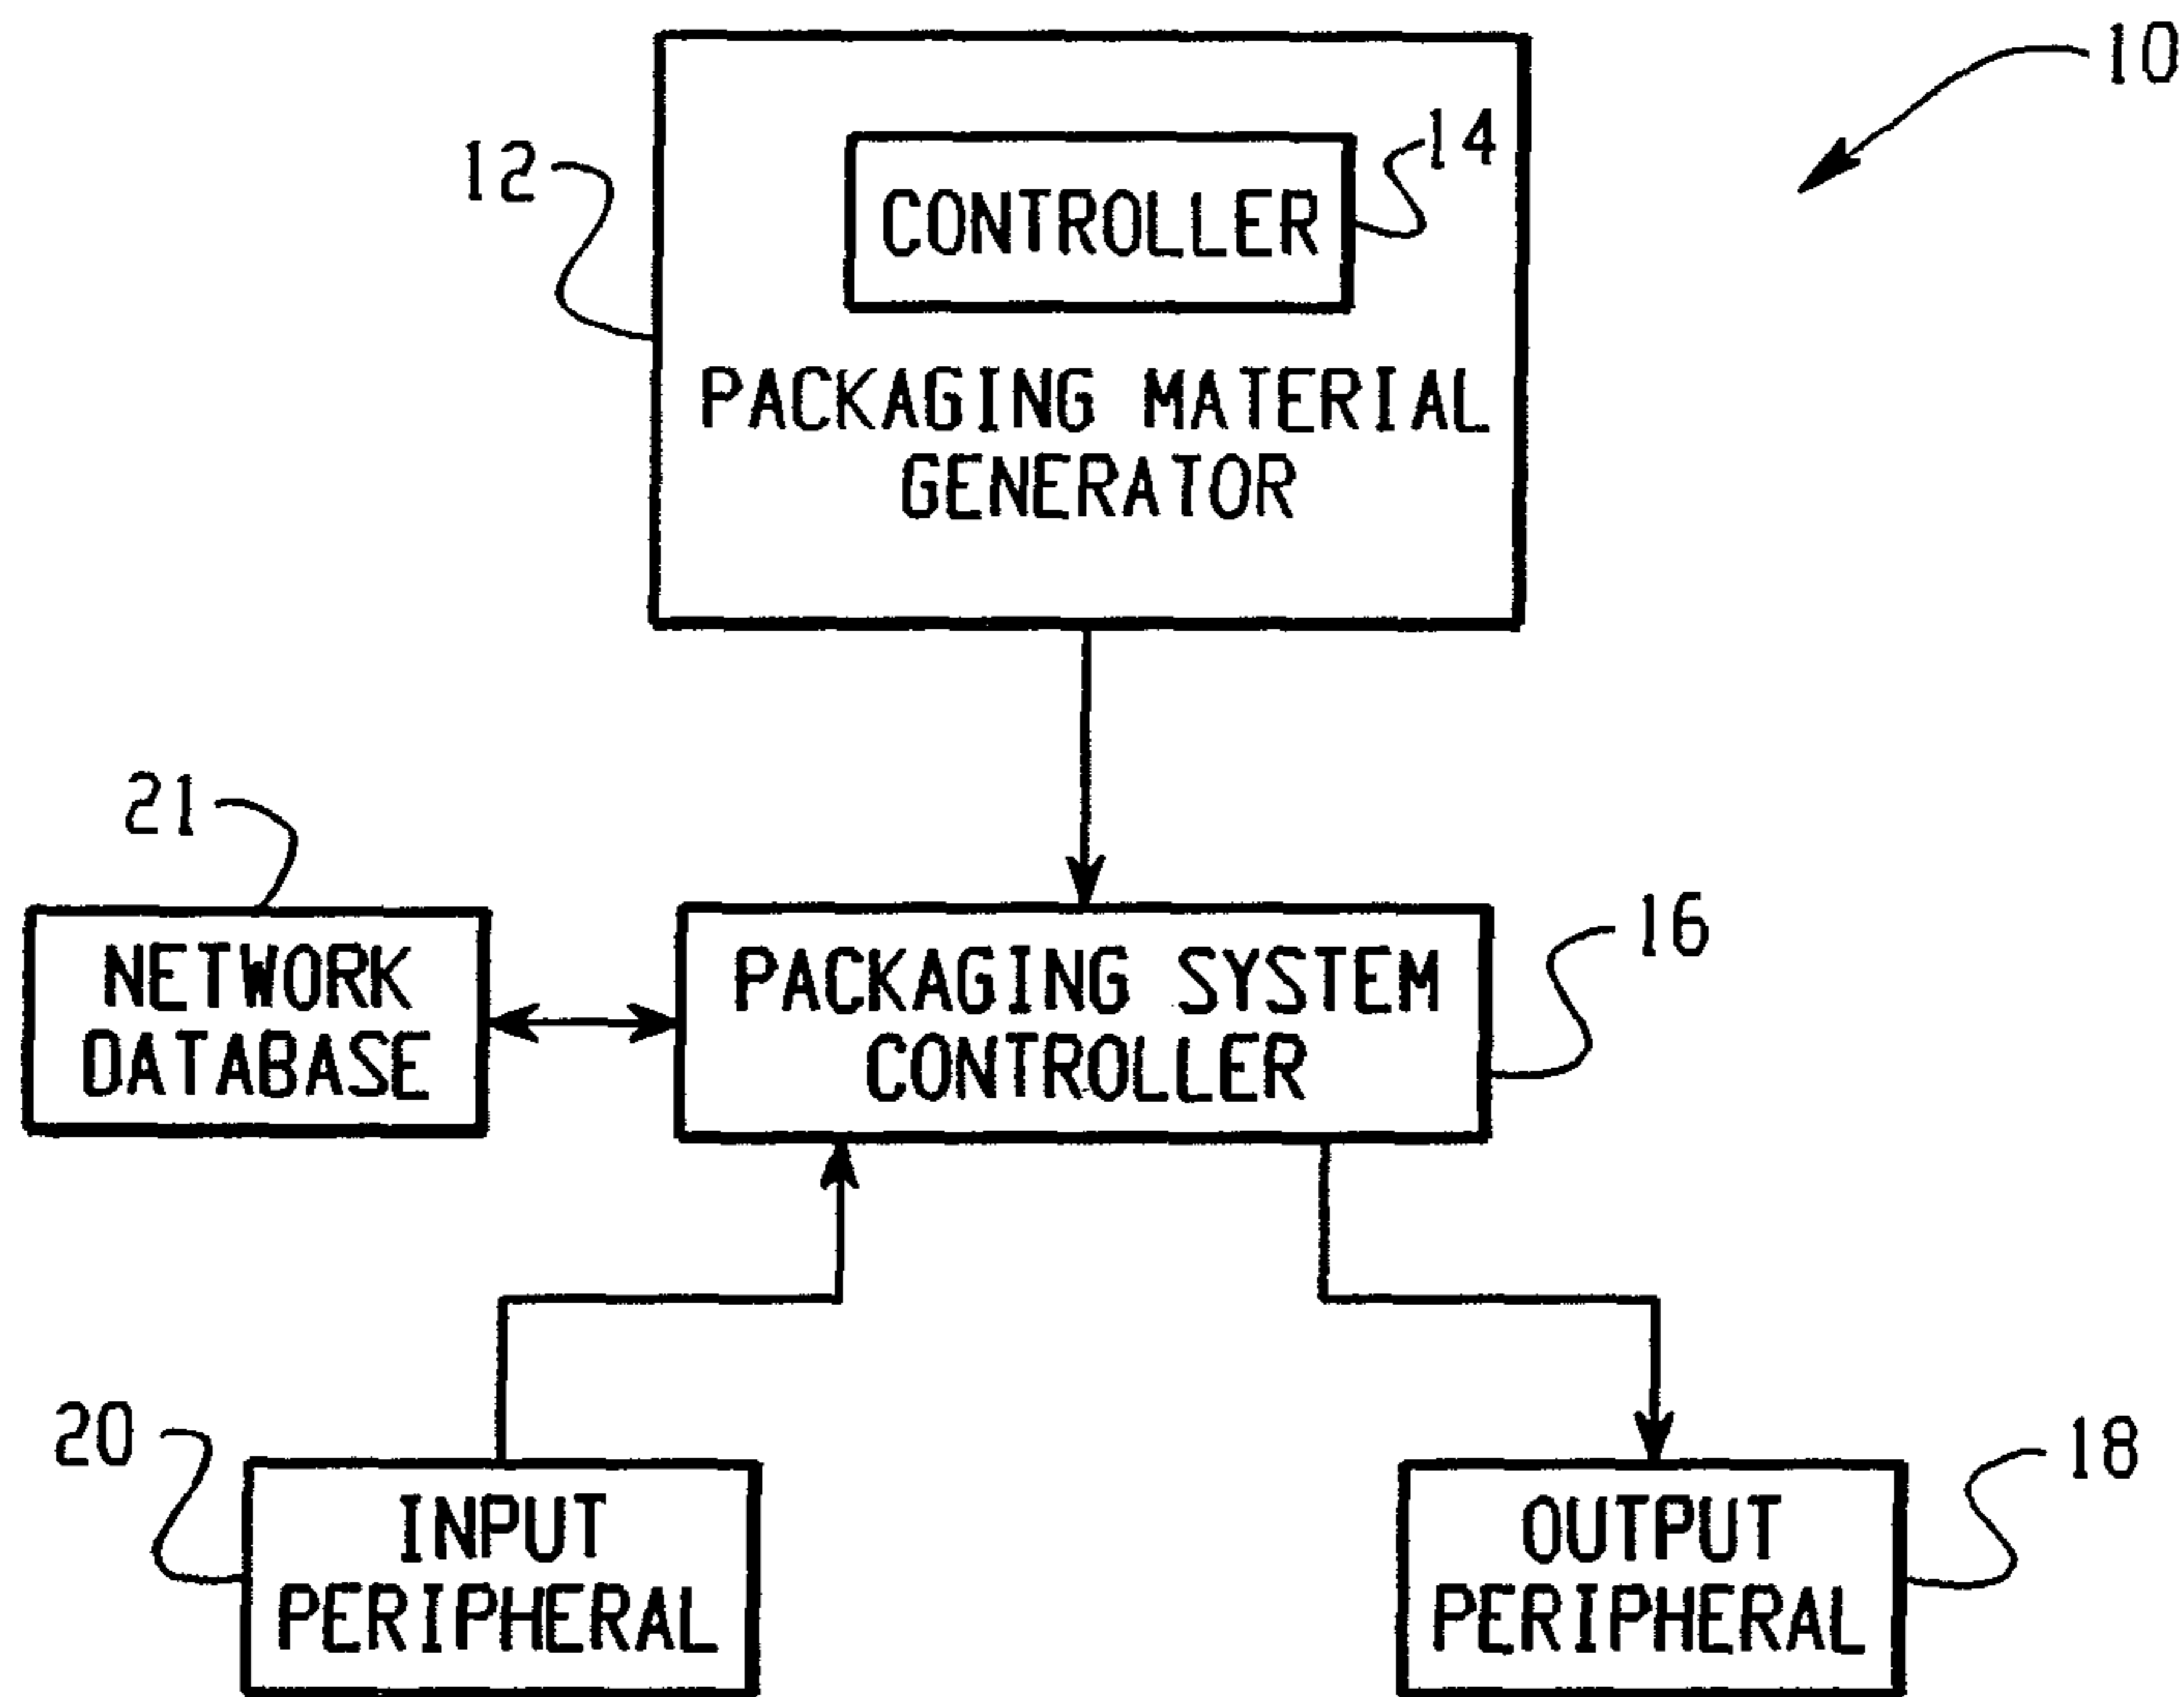 10
12
14
CONTROLLER
PACKAGING MATERIAL
GENERATOR
21
NETWORK
DATABASE
PACKAGING SYSTEM
CONTROLLER
16
20
INPUT
PERIPHERAL
OUTPUT
PERIPHERAL
18